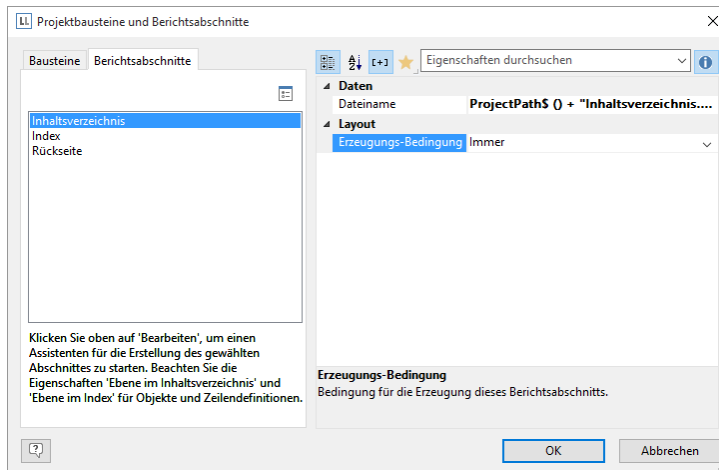 LL Projektbausteine und Berichtsabschnitte
Bausteine Berichtsabschnitte
Inhaltsverzeichnis
Index
Rückseite
Klicken Sie oben auf 'Bearbeiten', um einen
Assistenten für die Erstellung des gewählten
Abschnittes zu starten. Beachten Sie die
Eigenschaften 'Ebene im Inhaltsverzeichnis' und
'Ebene im Index' für Objekte und Zeilendefinitionen.
Eigenschaften durchsuchen
Daten
Dateiname ProjectPath$ () + "Inhaltsverzeichnis....
Layout
Erzeugungs-Bedingung Immer
Erzeugungs-Bedingung
Bedingung für die Erzeugung dieses Berichtsabschnitts.
OK Abbrechen